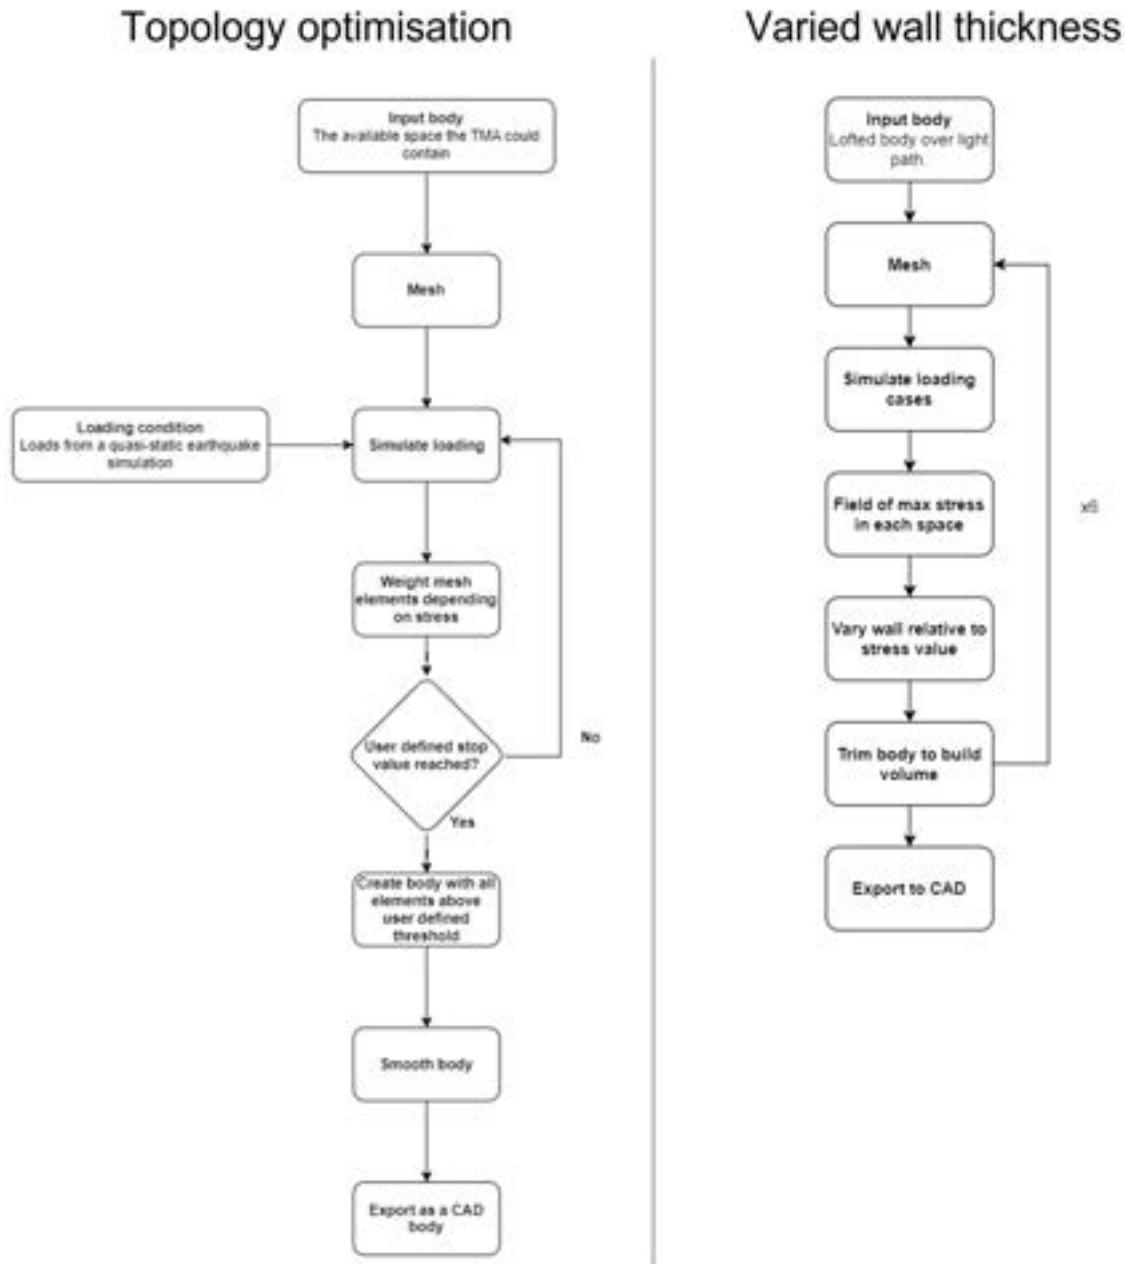 Topology optimisation
Input body
The available space the TMA could
contain
Mesh
Loading condition
Loads from a quasi-static earthquake
simulation
Simulate loading
Weight mesh
elements depending
on stress
User defined stop
value reached?
No
Yes
Create body with all
elements above
user defined
threshold
Smooth body
Export as a CAD
body
Varied wall thickness
Input body
Lofted body over light
path
Mesh
Simulate loading
cases
Field of max stress
in each space
Vary wall relative to
stress value
Trim body to build
volume
Export to CAD